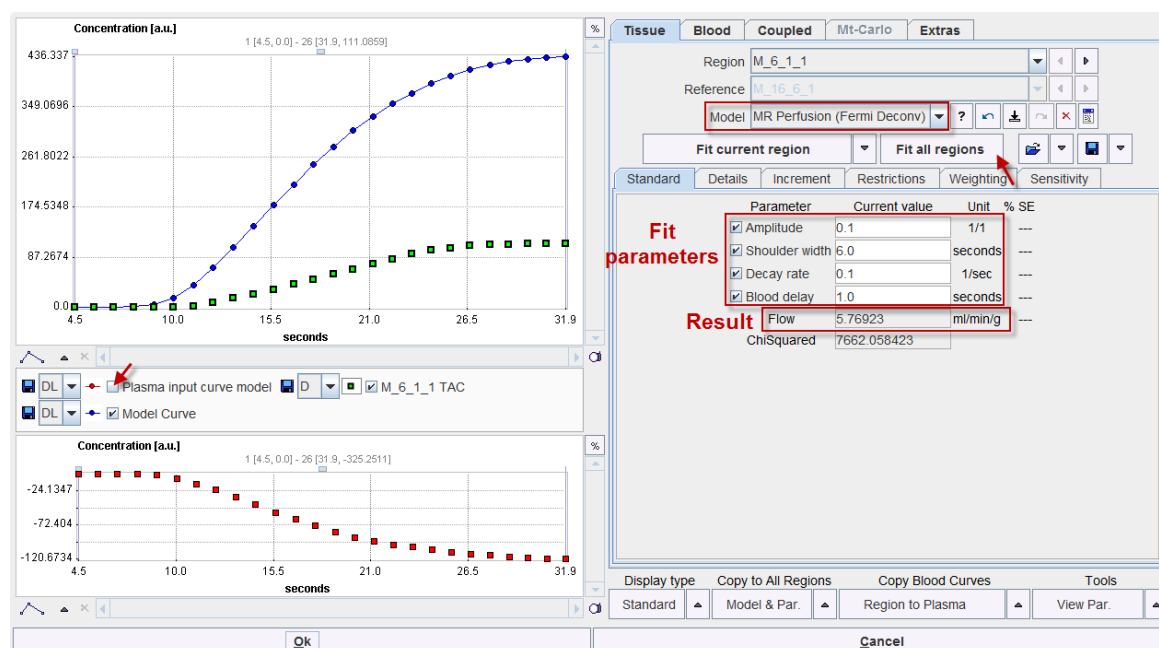 Concentration [a.u.]
1 [4.5, 0.0] - 26 [31.9, 111.0859]
%
436.337
349.0696
261.8022
174.5348
87.2674
0.0
4.5 10.0 15.5 21.0 26.5 31.9
seconds
DL Plasma input curve model D M_6_1_1 TAC
DL Model Curve
Concentration [a.u.]
1 [4.5, 0.0] - 26 [31.9, -325.2511]
%
-24.1347
-72.404
-120.6734
4.5 10.0 15.5 21.0 26.5 31.9
seconds
Tissue Blood Coupled Mt-Carlo Extras
Region M_6_1_1
Reference M_16_6_1
Model MR Perfusion (Fermi Deconv) ?
Fit current region Fit all regions
Standard Details Increment Restrictions Weighting Sensitivity
Parameter Current value Unit % SE
Fit parameters
Amplitude 0.1 1/1 ---
Shoulder width 6.0 seconds ---
Decay rate 0.1 1/sec ---
Blood delay 1.0 seconds ---
Result Flow 5.76923 ml/min/g ---
ChiSquared 7662.058423
Display type Copy to All Regions Copy Blood Curves Tools
Standard Model & Par. Region to Plasma View Par.
Ok Cancel